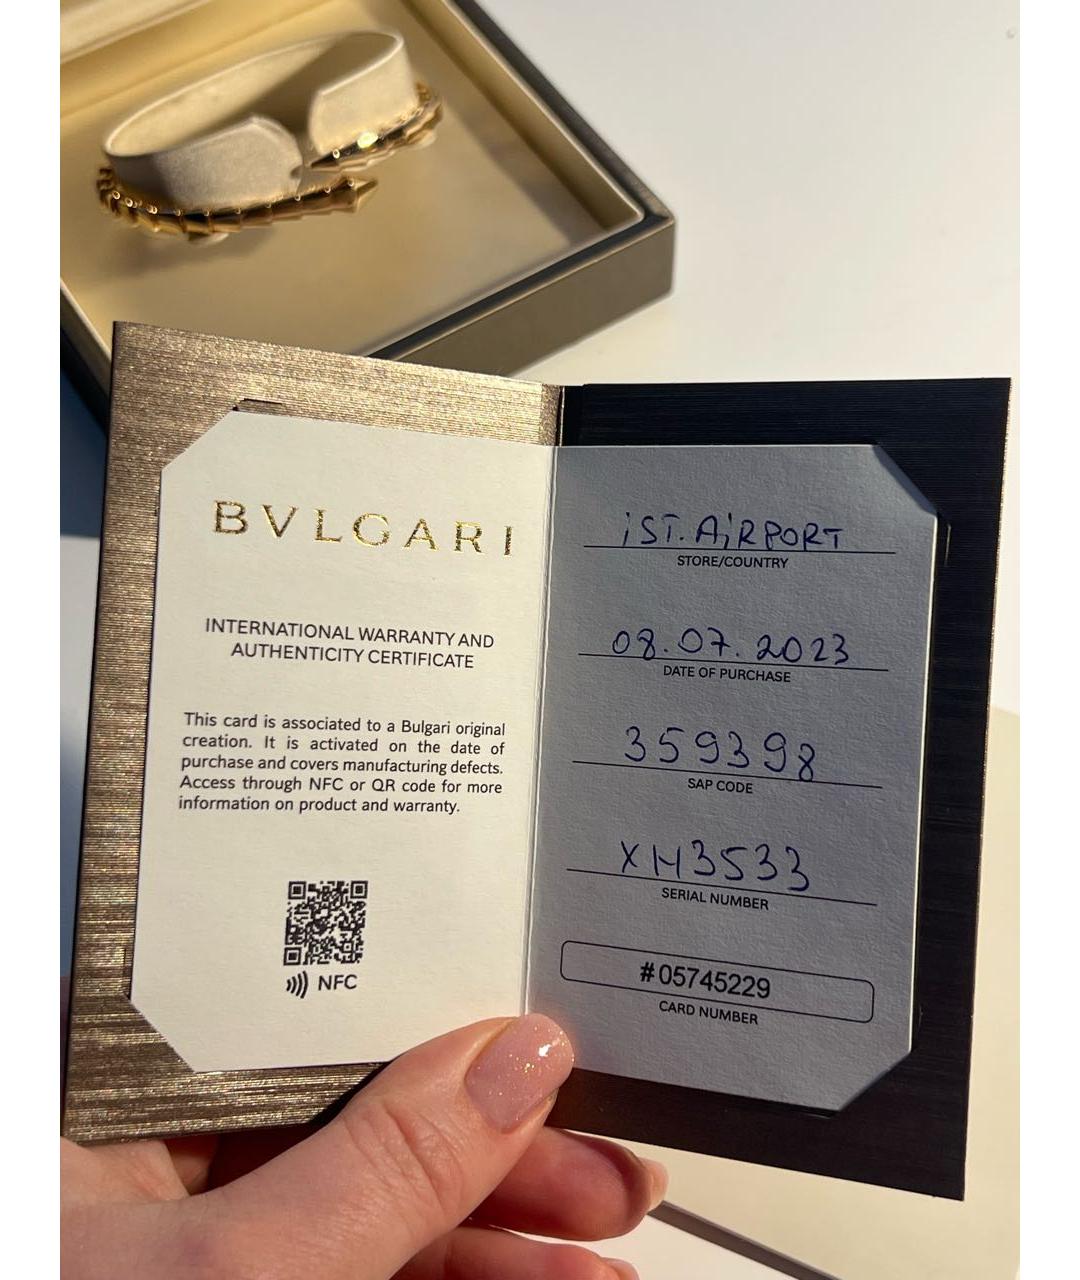 BVLGARI
INTERNATIONAL WARRANTY AND
AUTHENTICITY CERTIFICATE
This card is associated to a Bulgari original
creation. It is activated on the date of
purchase and covers manufacturing defects.
Access through NFC or QR code for more
information on product and warranty.
NFC
iST. AiRPORT
STORE/COUNTRY
08.07.2023
DATE OF PURCHASE
359398
SAP CODE
XH3533
SERIAL NUMBER
#05745229
CARD NUMBER